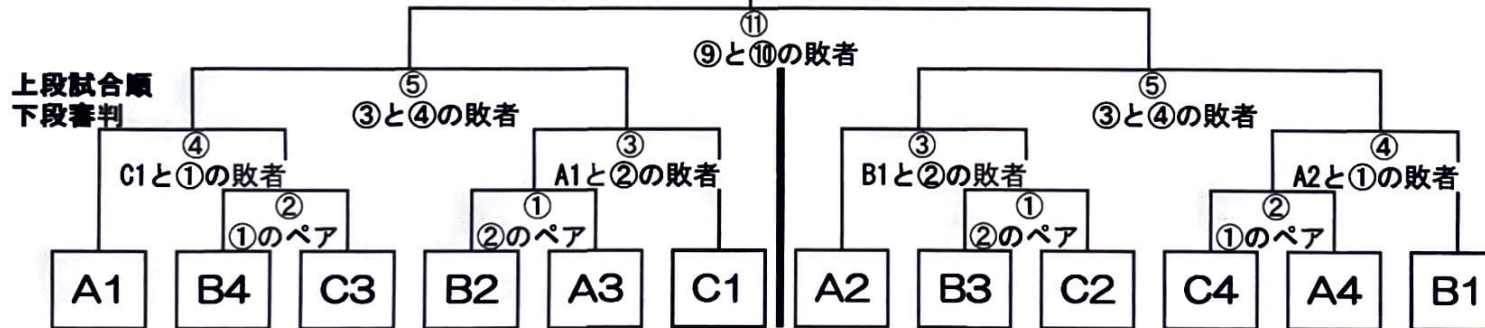 ⑪
⑨と⑩の敗者
上段試合順
下段審判
⑤
③と④の敗者
⑤
③と④の敗者
④
C1と①の敗者
③
A1と②の敗者
③
B1と②の敗者
④
A2と①の敗者
②
①のペア
①
②のペア
①
②のペア
②
①のペア
A1 B4 C3 B2 A3 C1 A2 B3 C2 C4 A4 B1